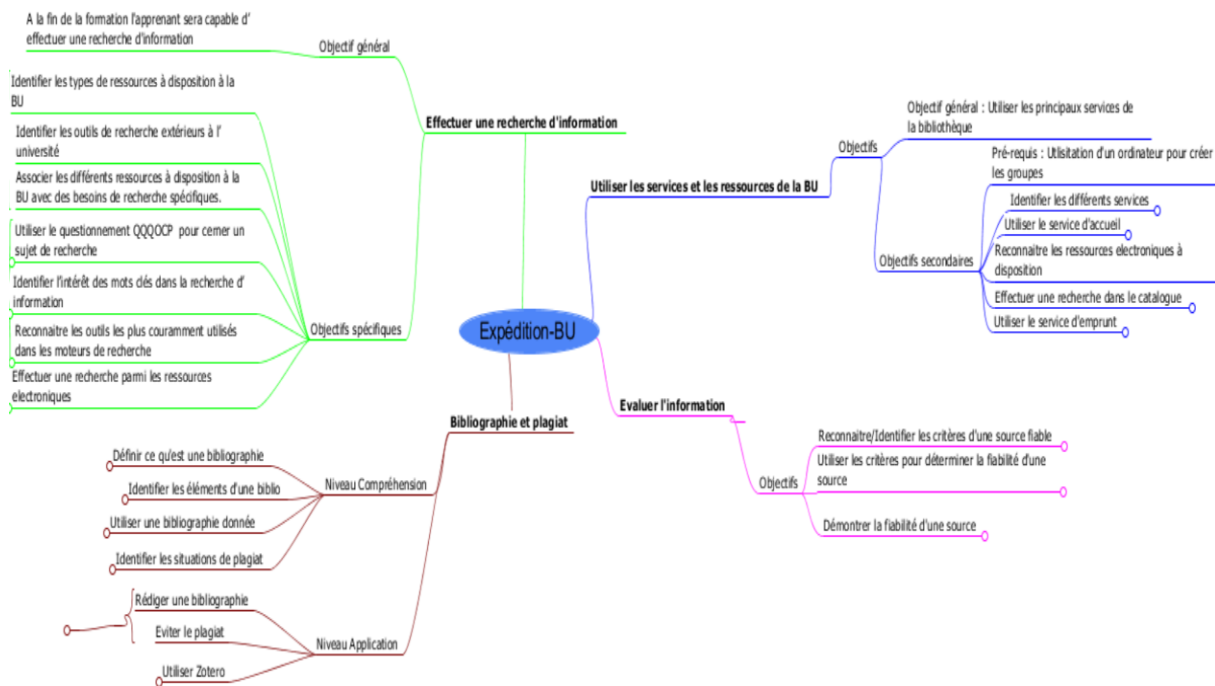 A la fin de la formation l'apprenant sera capable d'
effectuer une recherche d'information
Objectif général
Identifier les types de ressources à disposition à la
BU
Identifier les outils de recherche extérieurs à l'
université
Associer les différents ressources à disposition à la
BU avec des besoins de recherche spécifiques.
Utiliser le questionnement QQQOCP pour cerner un
sujet de recherche
Identifier l'intérêt des mots clés dans la recherche d'
information
Reconnaitre les outils les plus couramment utilisés
dans les moteurs de recherche
Effectuer une recherche parmi les ressources
electroniques
Objectifs spécifiques
Effectuer une recherche d'information
Expédition-BU
Utiliser les services et les ressources de la BU
Objectifs
Objectif général : Utiliser les principaux services de
la bibliothèque
Objectifs secondaires
Pré-requis : Utlisitation d'un ordinateur pour créer
les groupes
Identifier les différents services
Utiliser le service d'accueil
Reconnaitre les ressources electroniques à
disposition
Effectuer une recherche dans le catalogue
Utiliser le service d'emprunt
Evaluer l'information
Objectifs
Reconnaitre/Identifier les critères d'une source fiable
Utiliser les critères pour déterminer la fiabilité d'une
source
Démontrer la fiabilité d'une source
Bibliographie et plagiat
Niveau Compréhension
Définir ce qu'est une bibliographie
Identifier les éléments d'une biblio
Utiliser une bibliographie donnée
Identifier les situations de plagiat
Niveau Application
Rédiger une bibliographie
Eviter le plagiat
Utiliser Zotero